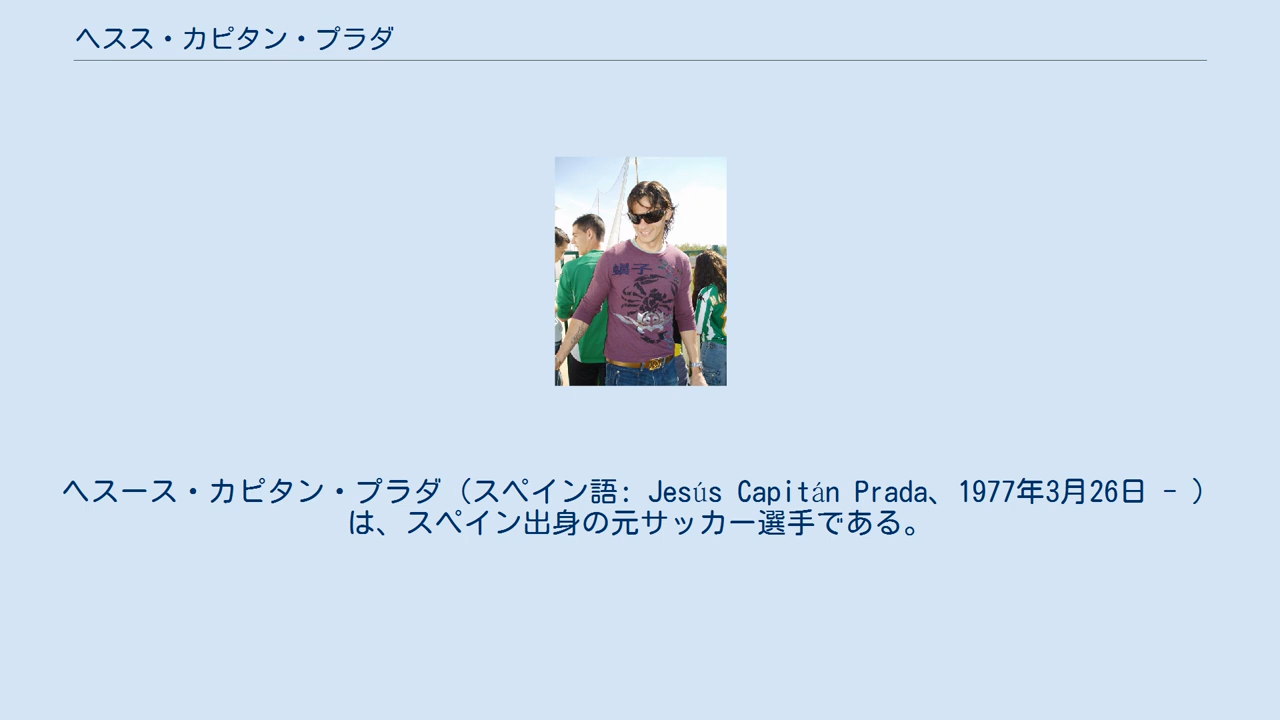 ヘスス・カピタン・プラダ
蠍子
ヘスース・カピタン・プラダ（スペイン語: Jesús Capitán Prada、1977年3月26日 - ）
は、スペイン出身の元サッカー選手である。